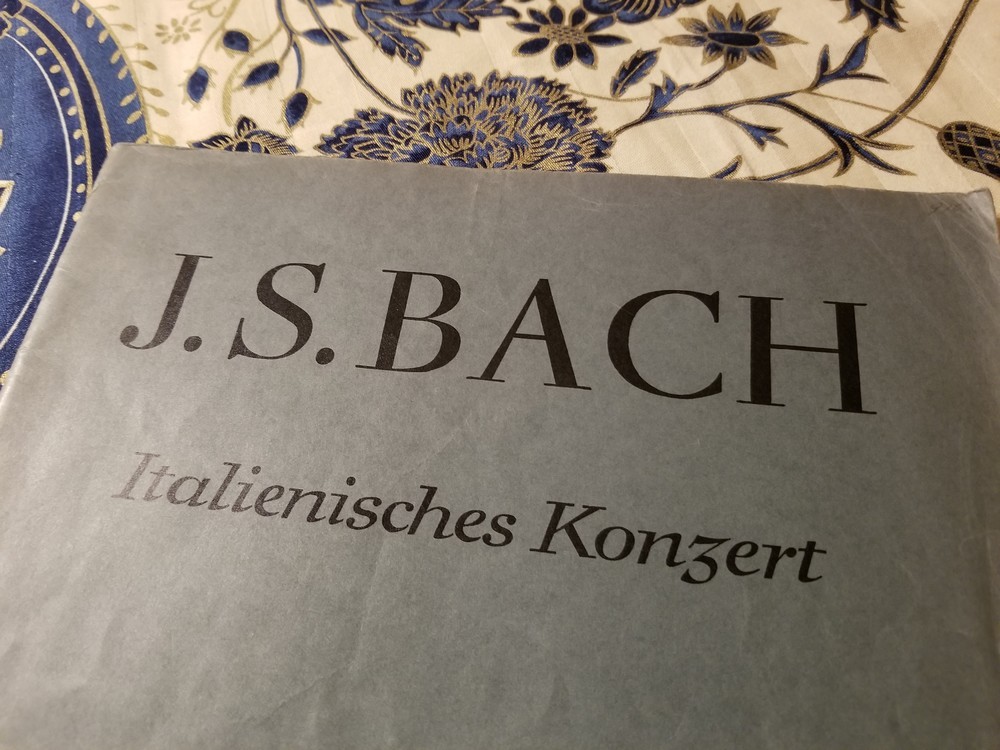 J. S. BACH
Italienisches Konzert